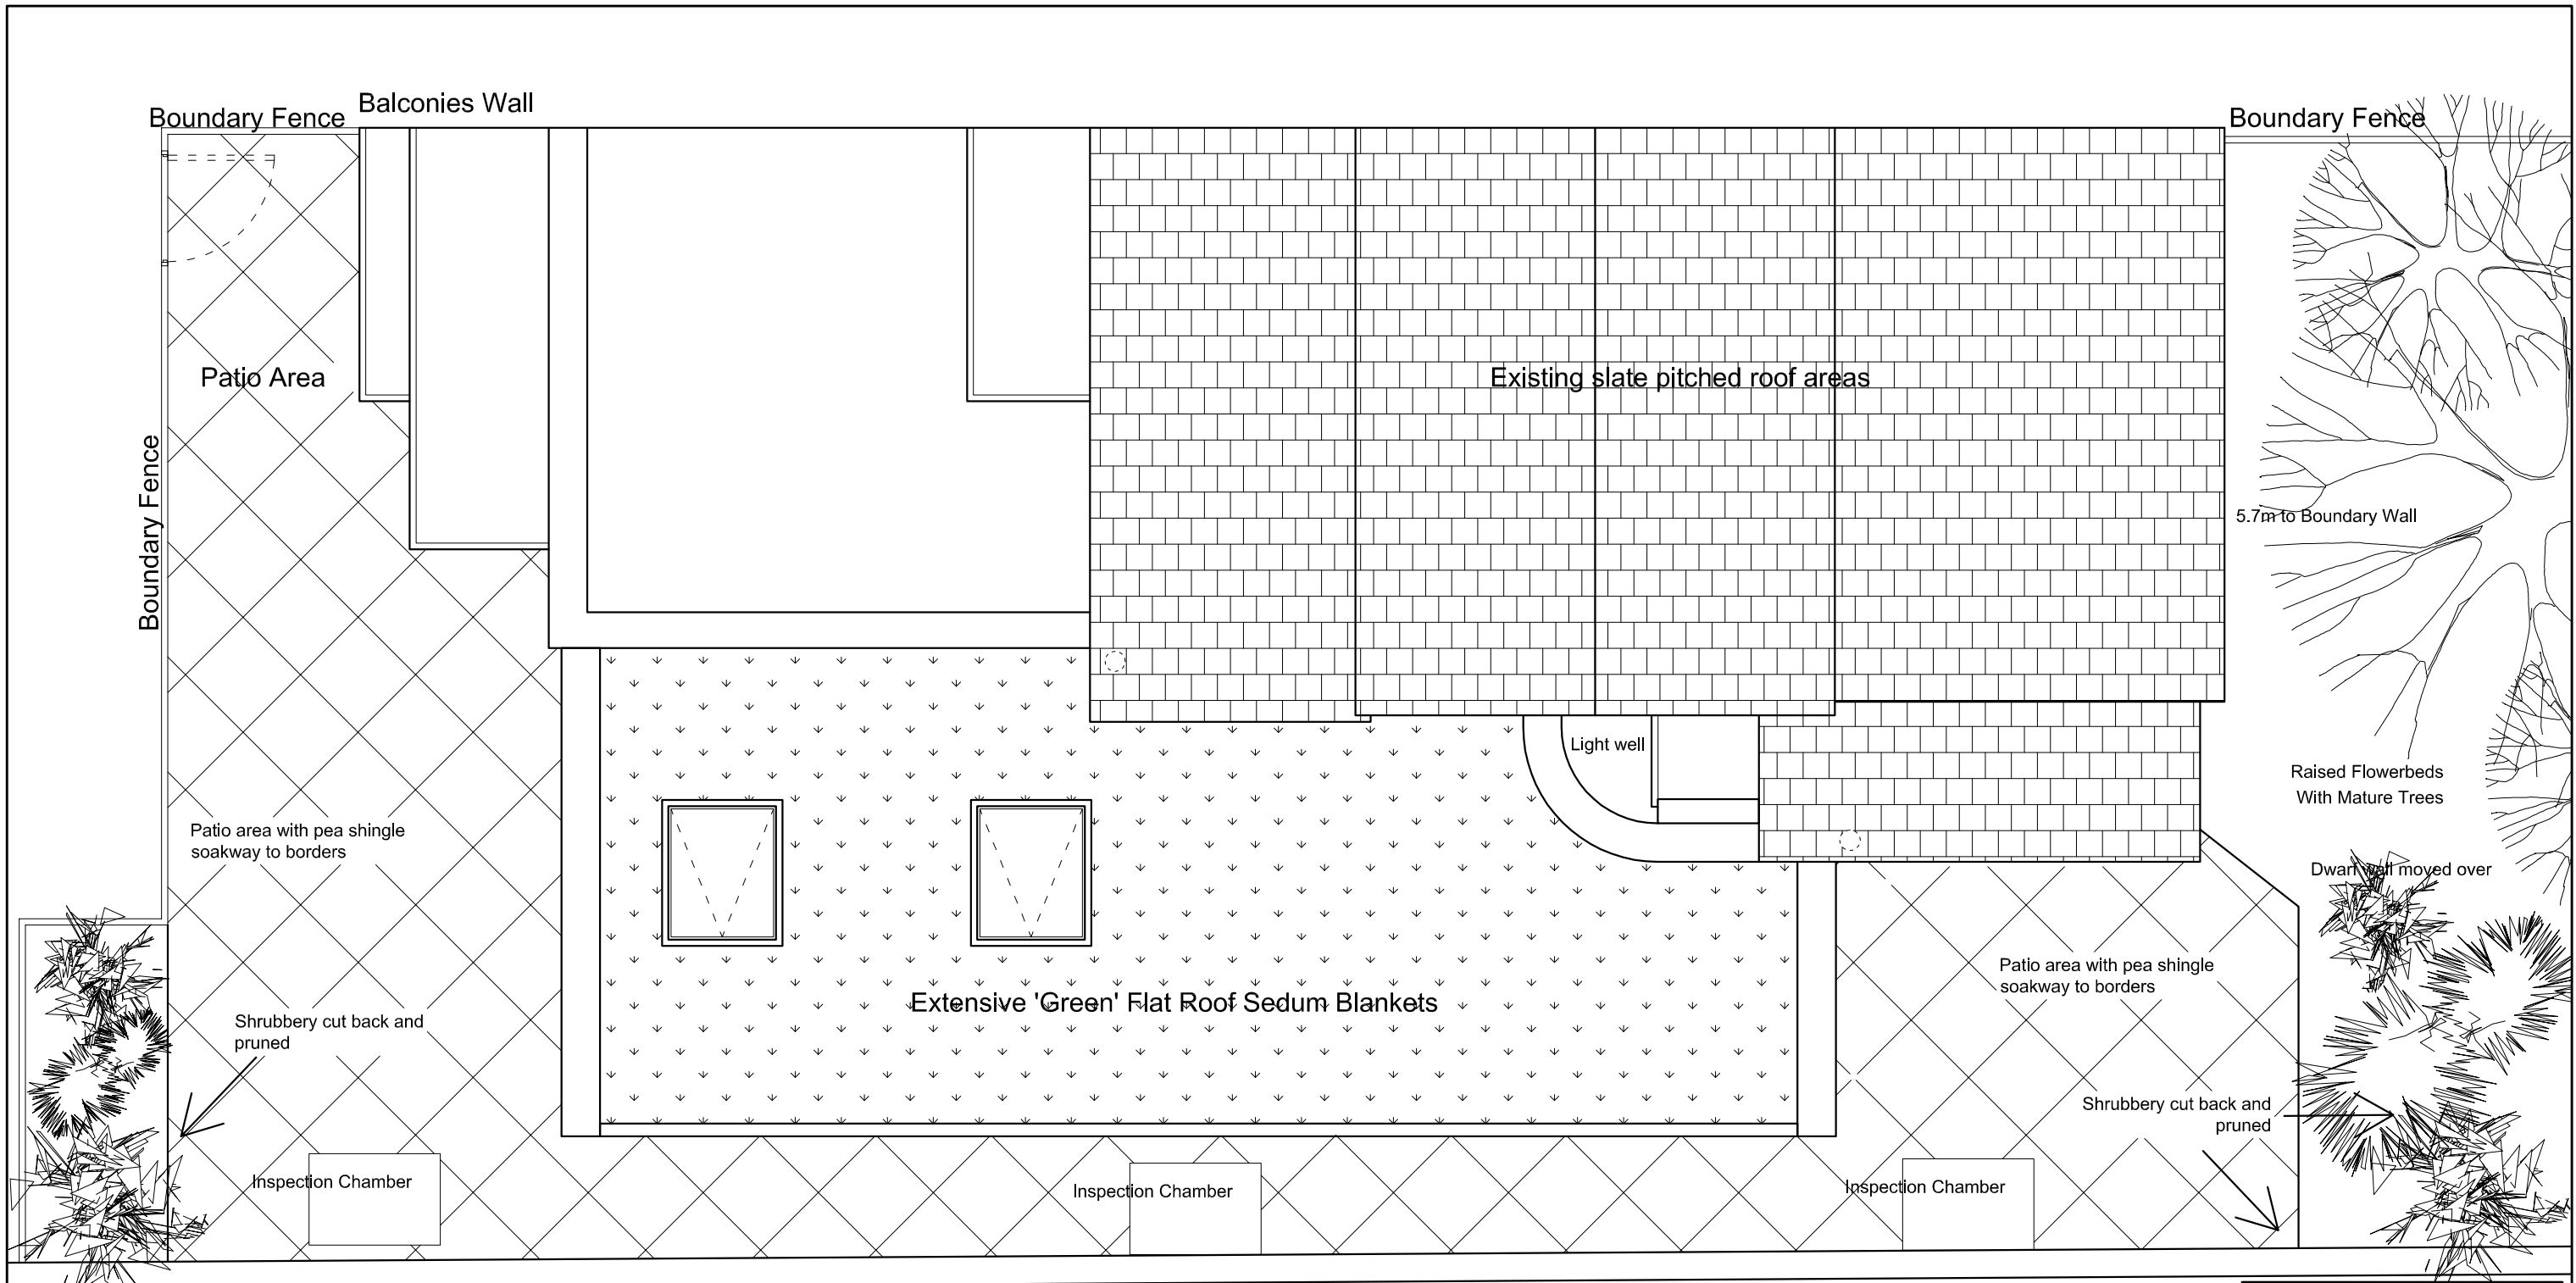 Balconies Wall
Boundary Fence
Boundary Fence
Patio Area
Existing slate pitched roof areas
Boundary Fence
5.7m to Boundary Wall
Light well
Raised Flowerbeds
With Mature Trees
Patio area with pea shingle
soakway to borders
Dwarf wall moved over
Patio area with pea shingle
soakway to borders
Extensive 'Green' Flat Roof Sedum Blankets
Shrubbery cut back and
pruned
Shrubbery cut back and
pruned
Inspection Chamber
Inspection Chamber
Inspection Chamber